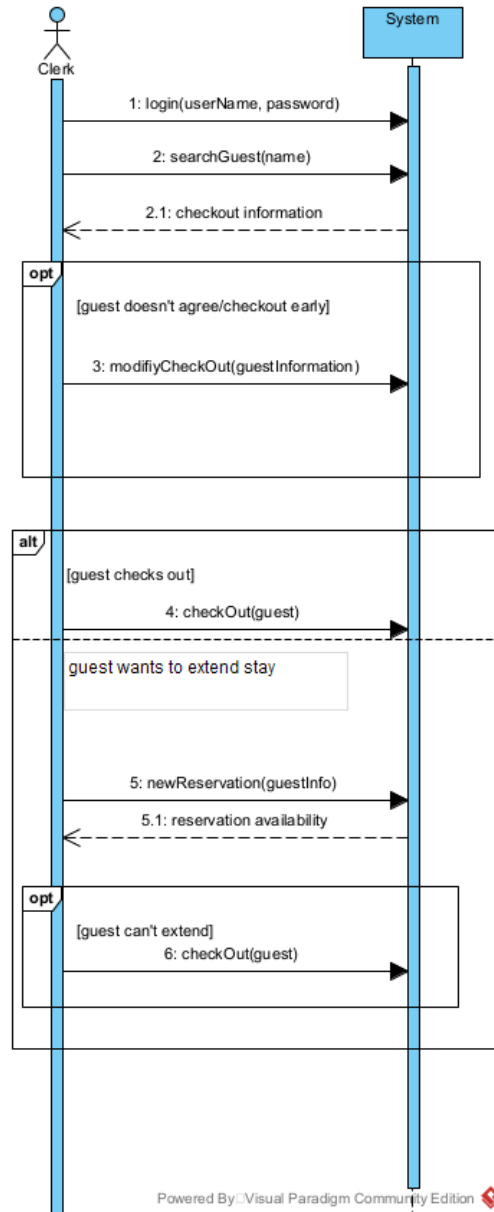 System
Clerk
1: login(userName, password)
2: searchGuest(name)
2.1: checkout information
opt
[guest doesn't agree/checkout early]
3: modifiyCheckOut(guestInformation)
alt
[guest checks out]
4: checkOut(guest)
guest wants to extend stay
5: newReservation(guestInfo)
5.1: reservation availability
opt
[guest can't extend]
6: checkOut(guest)
Powered By Visual Paradigm Community Edition